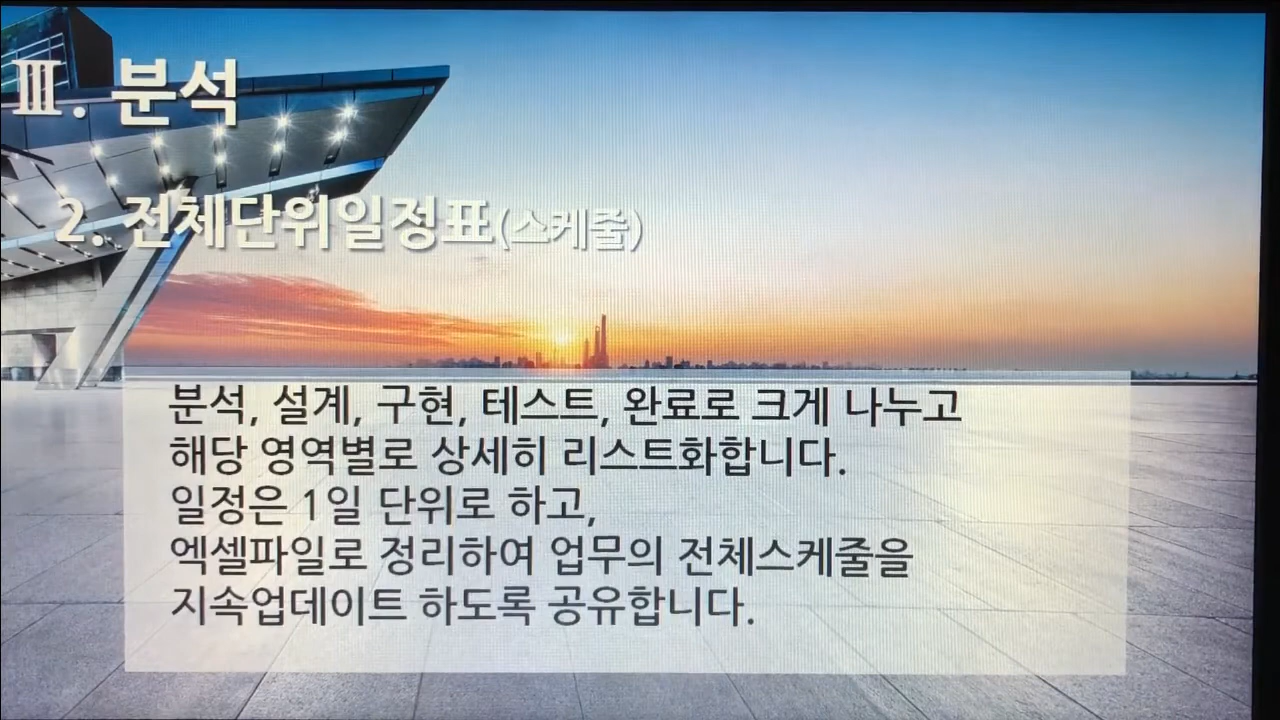 Ⅲ. 분석
2. 전체단위일정표(스케줄)
분석, 설계, 구현, 테스트, 완료로 크게 나누고
해당 영역별로 상세히 리스트화합니다.
일정은 1일 단위로 하고,
엑셀파일로 정리하여 업무의 전체스케줄을
지속업데이트 하도록 공유합니다.